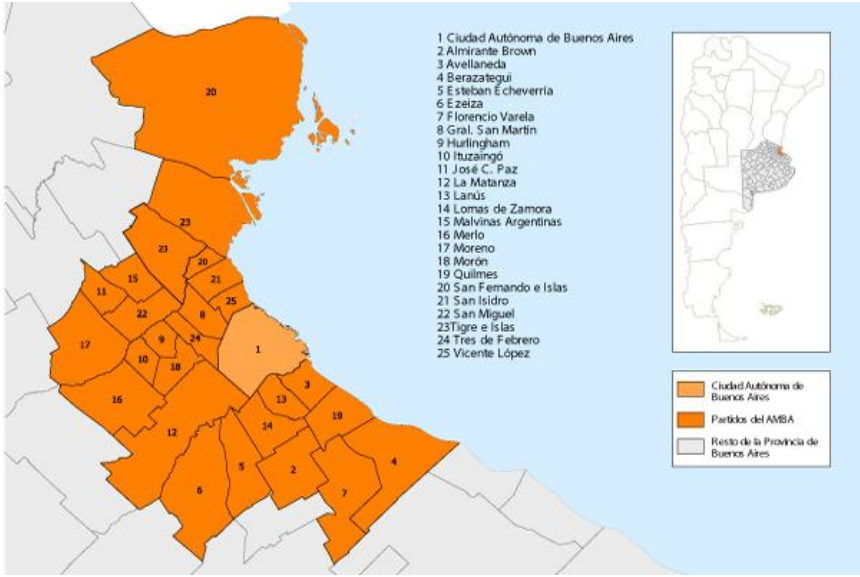 1 Ciudad Autónoma de Buenos Aires
2 Almirante Brown
3 Avellaneda
4 Berazategui
5 Esteban Echeverría
6 Ezeiza
7 Florencio Varela
8 Gral. San Martín
9 Hurlingham
10 Ituzaingó
11 José C. Paz
12 La Matanza
13 Lanús
14 Lomas de Zamora
15 Malvinas Argentinas
16 Merlo
17 Moreno
18 Morón
19 Quilmes
20 San Fernando e Islas
21 San Isidro
22 San Miguel
23Tigre e Islas
24 Tres de Febrero
25 Vicente López
20
23
23
20
21
15
11
25
22
8
9
24
17
10
18
1
16
3
13
19
12
14
5
2
4
6
7
Ciudad Autónoma de
Buenos Aires
Partidos del AMBA
Resto de la Provincia de
Buenos Aires